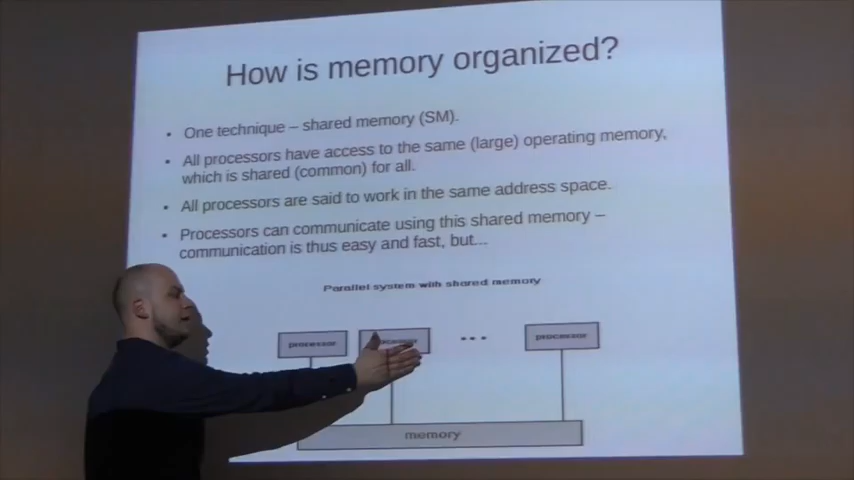 How is memory organized?
• One technique – shared memory (SM).
• All processors have access to the same (large) operating memory,
which is shared (common) for all.
• All processors are said to work in the same address space.
• Processors can communicate using this shared memory –
communication is thus easy and fast, but...
Parallel system with shared memory
processor processor • • • processor
memory